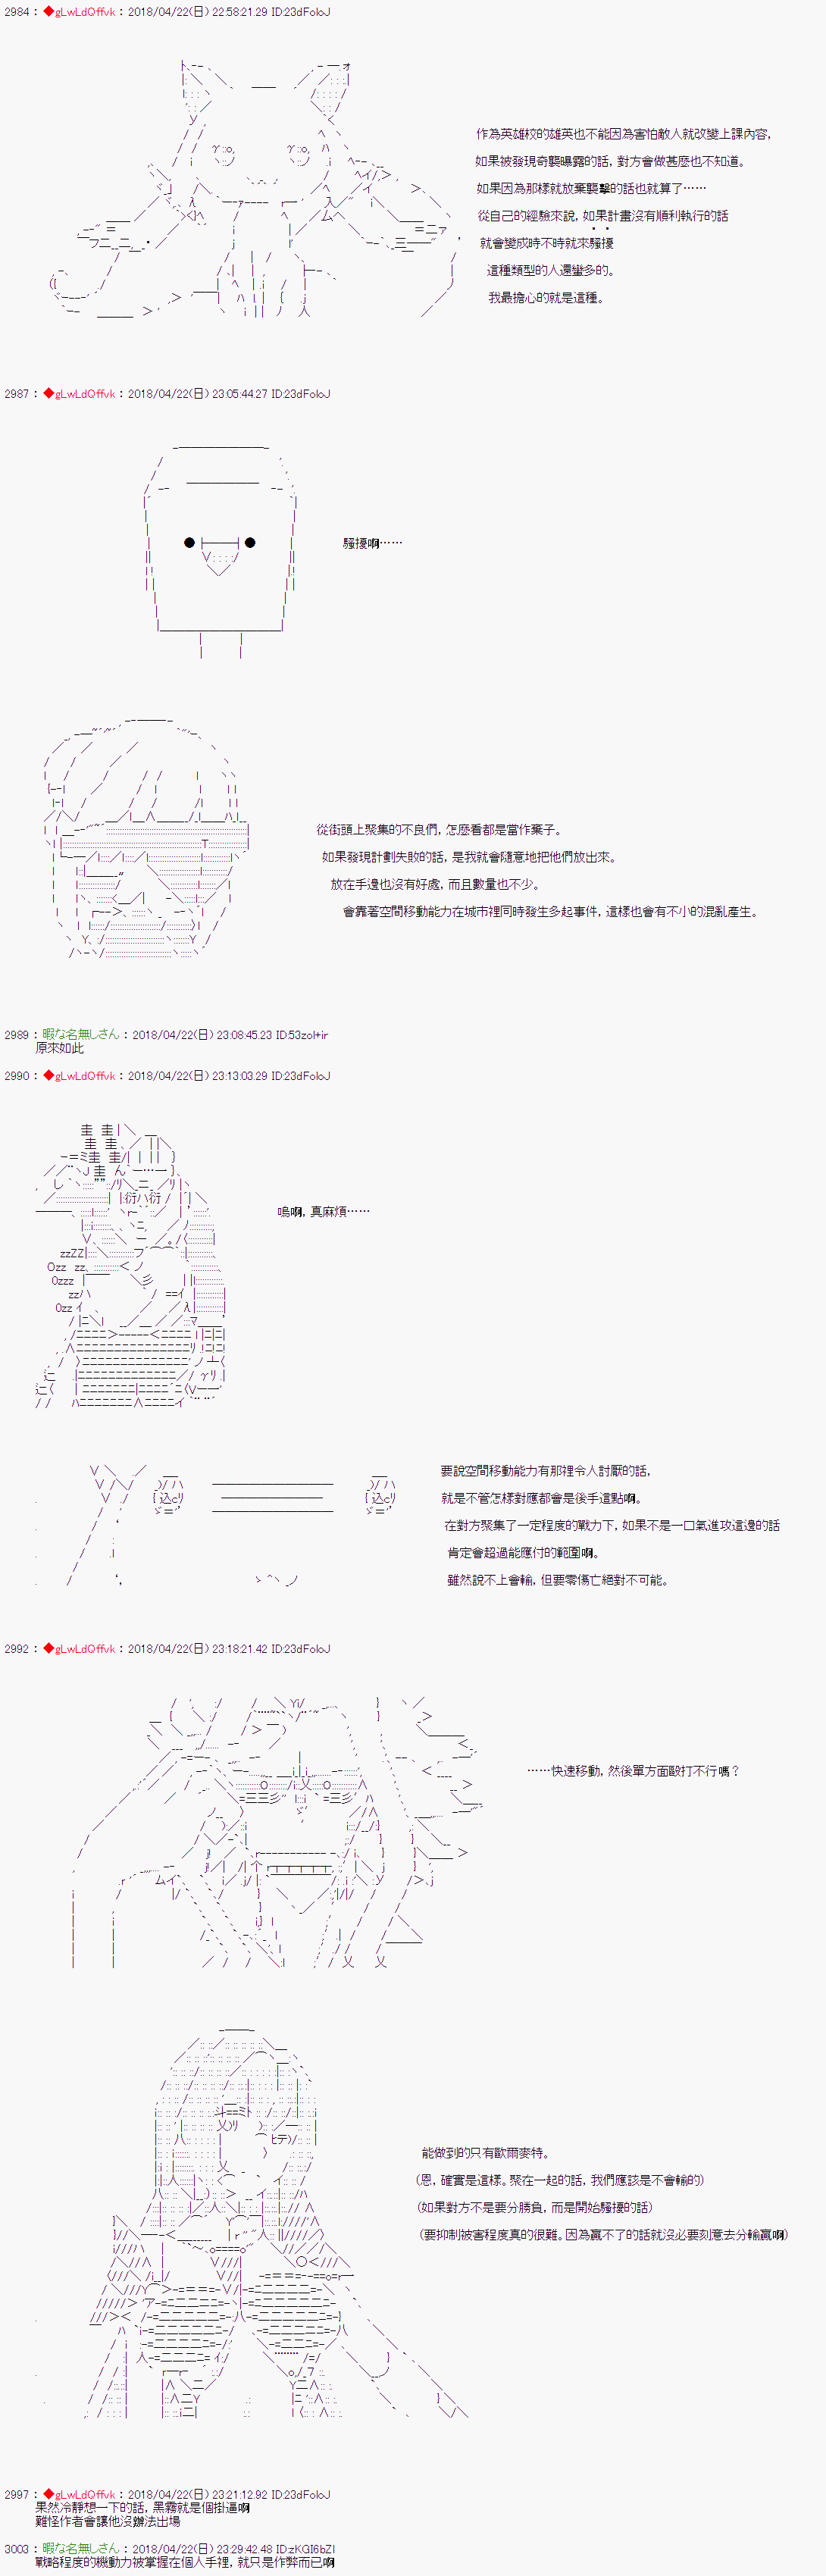 2984 : ◆gLwLdQffvk : 2018/04/22(日) 22:58:21.29 ID:23dFoIoJ
作為英雄校的雄英也不能因為害怕敵人就改變上課內容,
如果被發現奇襲曝露的話, 對方會做甚麼也不知道。
如果因為那樣就放棄襲擊的話也就算了……
從自己的經驗來說, 如果計畫沒有順利執行的話
就會變成時不時就來騷擾
這種類型的人還蠻多的。
我最擔心的就是這種。
2987 : ◆gLwLdQffvk : 2018/04/22(日) 23:05:44.27 ID:23dFoIoJ
騷擾啊……
從街頭上聚集的不良們, 怎麼看都是當作棄子。
如果發現計劃失敗的話, 是我就會隨意地把他們放出來。
放在手邊也沒有好處, 而且數量也不少。
會靠著空間移動能力在城市裡同時發生多起事件, 這樣也會有不小的混亂產生。
2989 : 暇な名無しさん : 2018/04/22(日) 23:08:45.23 ID:53zol+ir
原來如此
2990 : ◆gLwLdQffvk : 2018/04/22(日) 23:13:03.29 ID:23dFoIoJ
嗚啊, 真麻煩……
要說空間移動能力有那裡令人討厭的話,
就是不管怎樣對應都會是後手這點啊。
在對方聚集了一定程度的戰力下, 如果不是一口氣進攻這邊的話
肯定會超過能應付的範圍啊。
雖然說不上會輸, 但要零傷亡絕對不可能。
2992 : ◆gLwLdQffvk : 2018/04/22(日) 23:18:21.42 ID:23dFoIoJ
……快速移動, 然後單方面毆打不行嗎？
能做到的只有歐爾麥特。
(恩, 確實是這樣。聚在一起的話, 我們應該是不會輸的)
(如果對方不是要分勝負, 而是開始騷擾的話)
(要抑制被害程度真的很難。因為贏不了的話就沒必要刻意去分輸贏啊)
2997 : ◆gLwLdQffvk : 2018/04/22(日) 23:21:12.92 ID:23dFoIoJ
果然冷靜想一下的話, 黑霧就是個掛逼啊
難怪作者會讓他沒辦法出場
3003 : 暇な名無しさん : 2018/04/22(日) 23:29:42.48 ID:zKGI6bZI
戰略程度的機動力被掌握在個人手裡, 就只是作弊而已啊